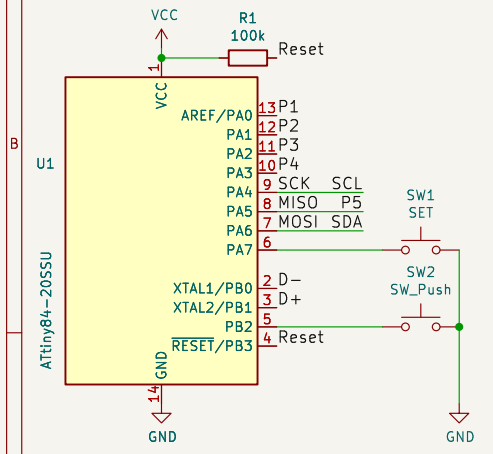 VCC
R1
100k
Reset
1
VCC
B
U1
ATtiny84-20SSU
AREF/PA0 13 P1
PA1 12 P2
PA2 11 P3
PA3 10 P4
PA4 9 SCK SCL
PA5 8 MISO P5
PA6 7 MOSI SDA
PA7 6
SW1
SET
XTAL1/PB0 2 D-
XTAL2/PB1 3 D+
PB2 5
SW2
SW_Push
RESET/PB3 4 Reset
GND
14
GND
GND